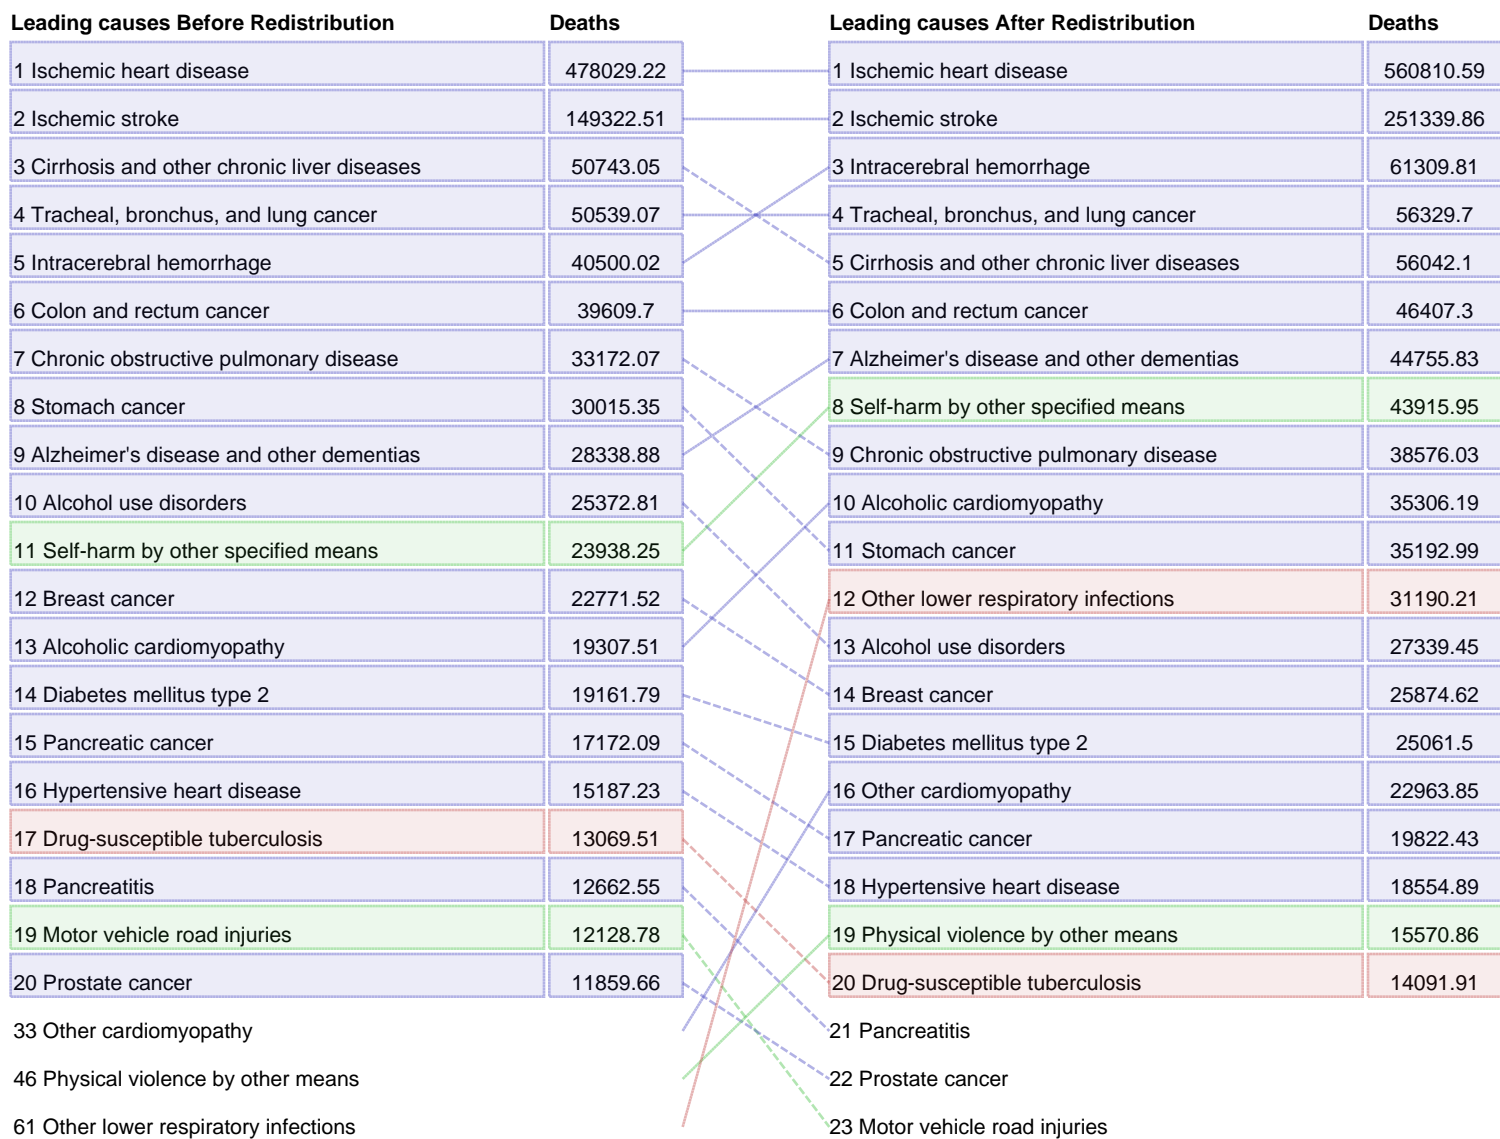 Leading causes Before Redistribution Deaths Leading causes After Redistribution Deaths
1 Ischemic heart disease 478029.22 1 Ischemic heart disease 560810.59
2 Ischemic stroke 149322.51 2 Ischemic stroke 251339.86
3 Cirrhosis and other chronic liver diseases 50743.05 3 Intracerebral hemorrhage 61309.81
4 Tracheal, bronchus, and lung cancer 50539.07 4 Tracheal, bronchus, and lung cancer 56329.7
5 Intracerebral hemorrhage 40500.02 5 Cirrhosis and other chronic liver diseases 56042.1
6 Colon and rectum cancer 39609.7 6 Colon and rectum cancer 46407.3
7 Chronic obstructive pulmonary disease 33172.07 7 Alzheimer's disease and other dementias 44755.83
8 Stomach cancer 30015.35 8 Self-harm by other specified means 43915.95
9 Alzheimer's disease and other dementias 28338.88 9 Chronic obstructive pulmonary disease 38576.03
10 Alcohol use disorders 25372.81 10 Alcoholic cardiomyopathy 35306.19
11 Self-harm by other specified means 23938.25 11 Stomach cancer 35192.99
12 Breast cancer 22771.52 12 Other lower respiratory infections 31190.21
13 Alcoholic cardiomyopathy 19307.51 13 Alcohol use disorders 27339.45
14 Diabetes mellitus type 2 19161.79 14 Breast cancer 25874.62
15 Pancreatic cancer 17172.09 15 Diabetes mellitus type 2 25061.5
16 Hypertensive heart disease 15187.23 16 Other cardiomyopathy 22963.85
17 Drug-susceptible tuberculosis 13069.51 17 Pancreatic cancer 19822.43
18 Pancreatitis 12662.55 18 Hypertensive heart disease 18554.89
19 Motor vehicle road injuries 12128.78 19 Physical violence by other means 15570.86
20 Prostate cancer 11859.66 20 Drug-susceptible tuberculosis 14091.91
33 Other cardiomyopathy 21 Pancreatitis
46 Physical violence by other means 22 Prostate cancer
61 Other lower respiratory infections 23 Motor vehicle road injuries